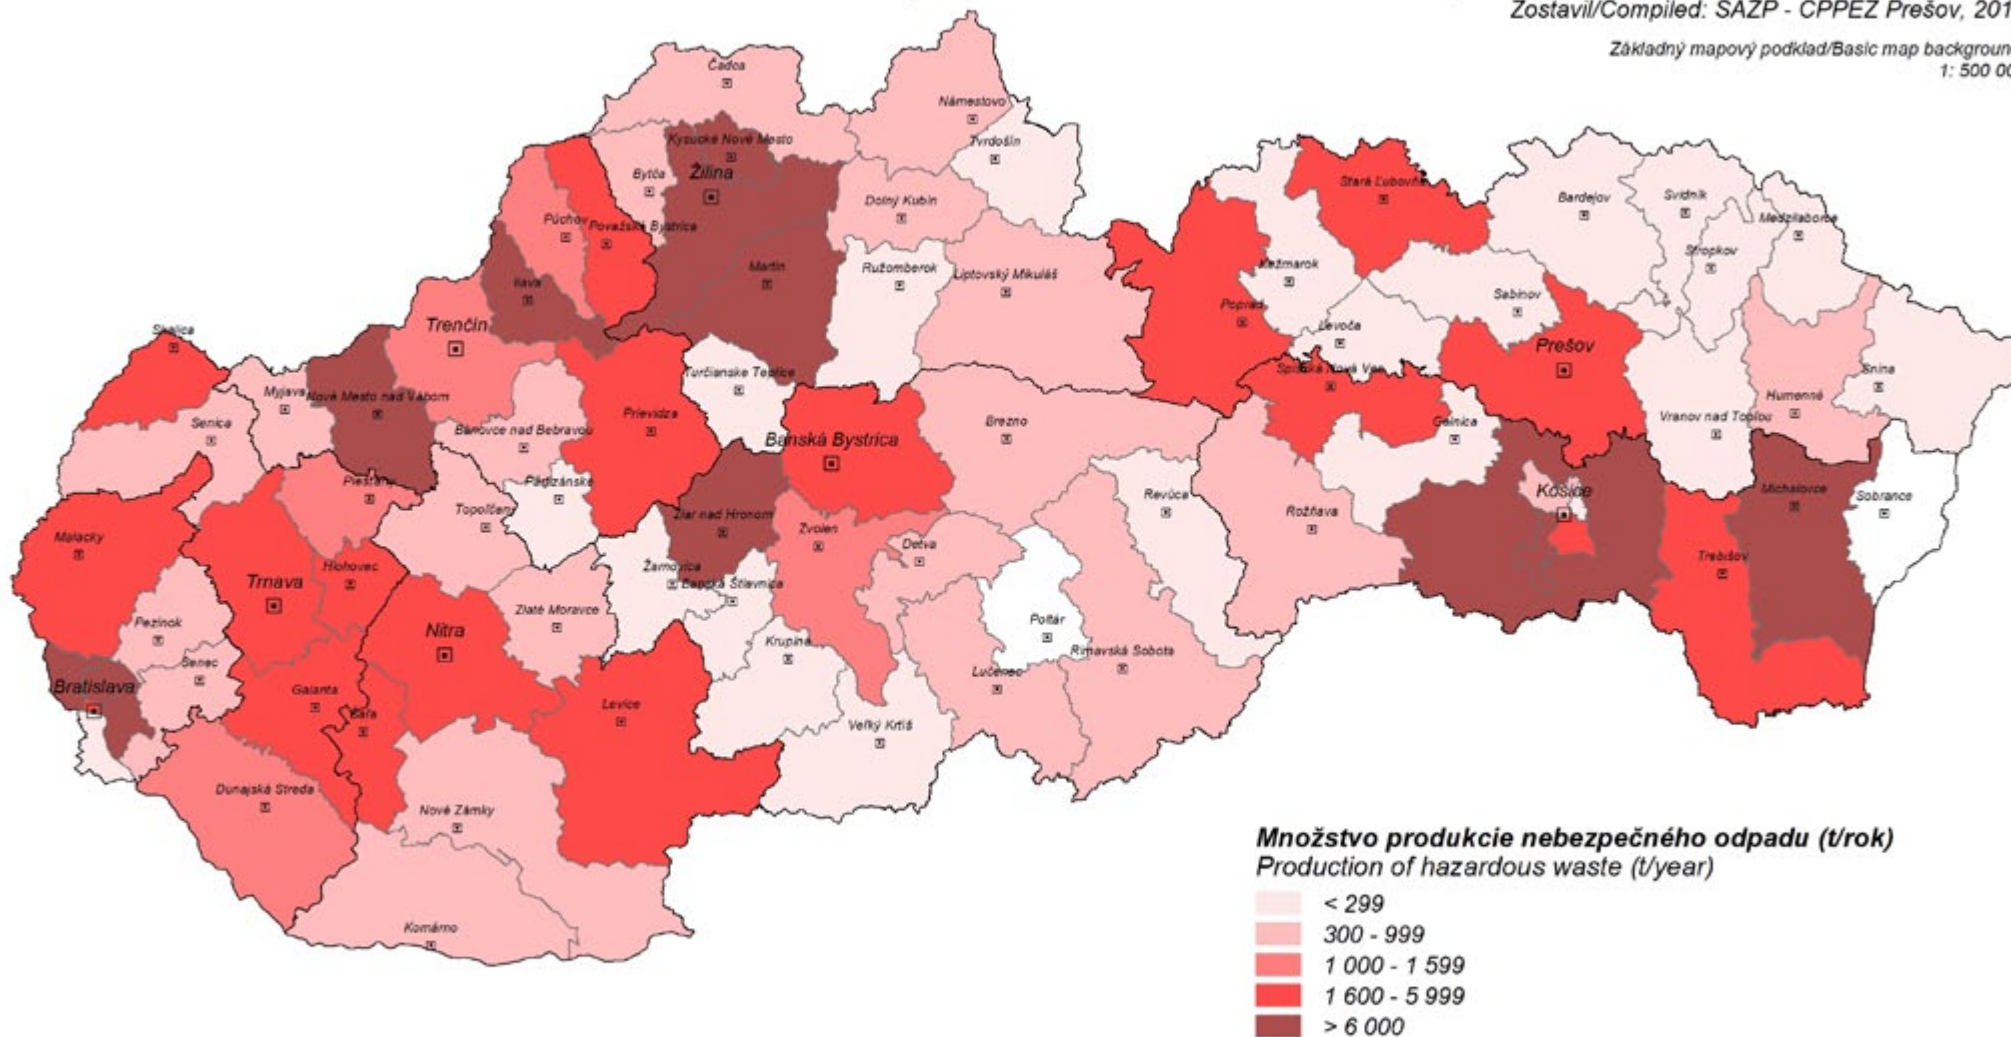 Zostavil/Compiled: SAŽP - CPPEZ Prešov, 201
Základný mapový podklad/Basic map backgroun
1: 500 00
Čadca
Námestovo
Tvrdošín
Kysucké Nové Mesto
Bytča
Žilina
Dolný Kubín
Stará Ľubovňa
Bardejov
Svidník
Medzilaborce
Stropkov
Púchov
Považská Bystrica
Martin
Ružomberok
Liptovský Mikuláš
Kežmarok
Sabinov
Ilava
Poprad
Levoča
Trenčín
Skalica
Prešov
Turčianske Teplice
Spišská Nová Ves
Snina
Myjava
Nové Mesto nad Váhom
Humenné
Senica
Prievidza
Bánovce nad Bebravou
Banská Bystrica
Brezno
Gelnica
Vranov nad Topľou
Piešťany
Partizánske
Revúca
Košice
Michalovce
Sobrance
Topoľčany
Žiar nad Hronom
Zvolen
Rožňava
Malacky
Detva
Trebišov
Hlohovec
Trnava
Žarnovica
Banská Štiavnica
Zlaté Moravce
Pezinok
Nitra
Poltár
Krupina
Rimavská Sobota
Senec
Lučenec
Bratislava
Galanta
Šaľa
Levice
Veľký Krtíš
Dunajská Streda
Nové Zámky
Komárno
Množstvo produkcie nebezpečného odpadu (t/rok)
Production of hazardous waste (t/year)
< 299
300 - 999
1 000 - 1 599
1 600 - 5 999
> 6 000